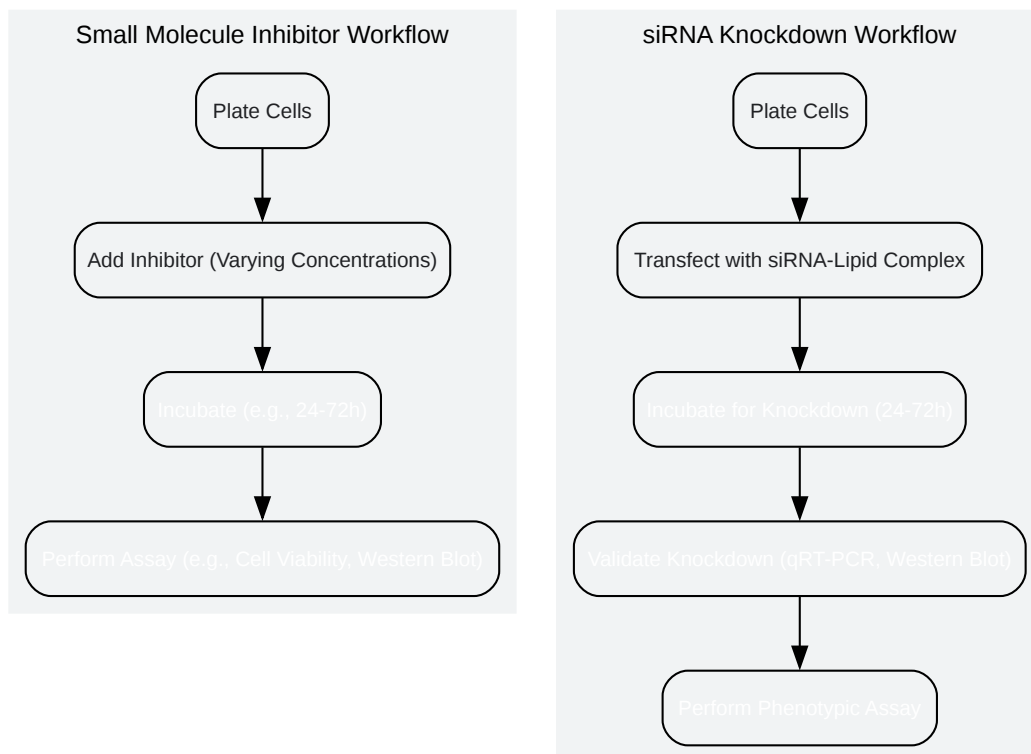 Small Molecule Inhibitor Workflow
Plate Cells
Add Inhibitor (Varying Concentrations)
Incubate (e.g., 24-72h)
Perform Assay (e.g., Cell Viability, Western Blot)
siRNA Knockdown Workflow
Plate Cells
Transfect with siRNA-Lipid Complex
Incubate for Knockdown (24-72h)
Validate Knockdown (qRT-PCR, Western Blot)
Perform Phenotypic Assay